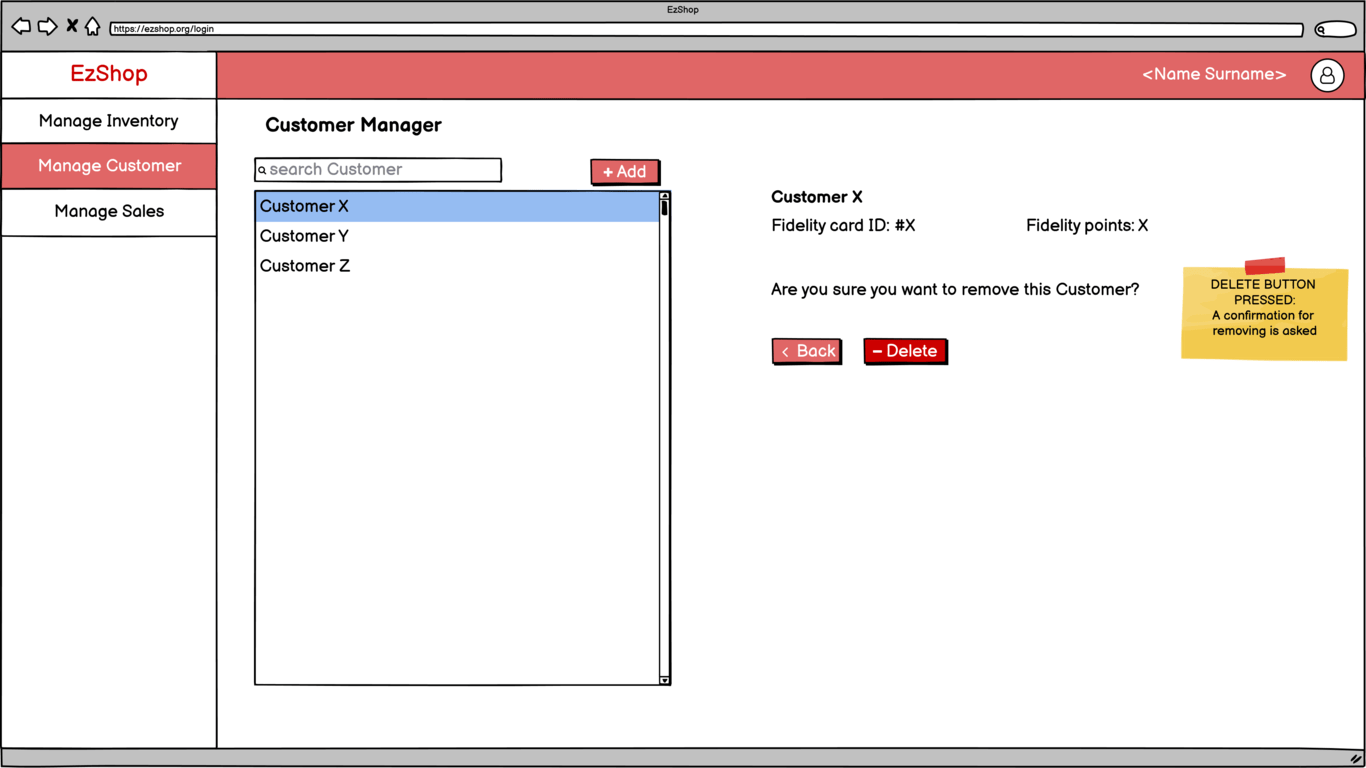 EzShop
https://ezshop.org/login
EzShop
<Name Surname>
Manage Inventory
Manage Customer
Manage Sales
Customer Manager
search Customer
+ Add
Customer X
Customer Y
Customer Z
Customer X
Fidelity card ID: #X
Fidelity points: X
Are you sure you want to remove this Customer?
< Back
– Delete
DELETE BUTTON
PRESSED:
A confirmation for
removing is asked